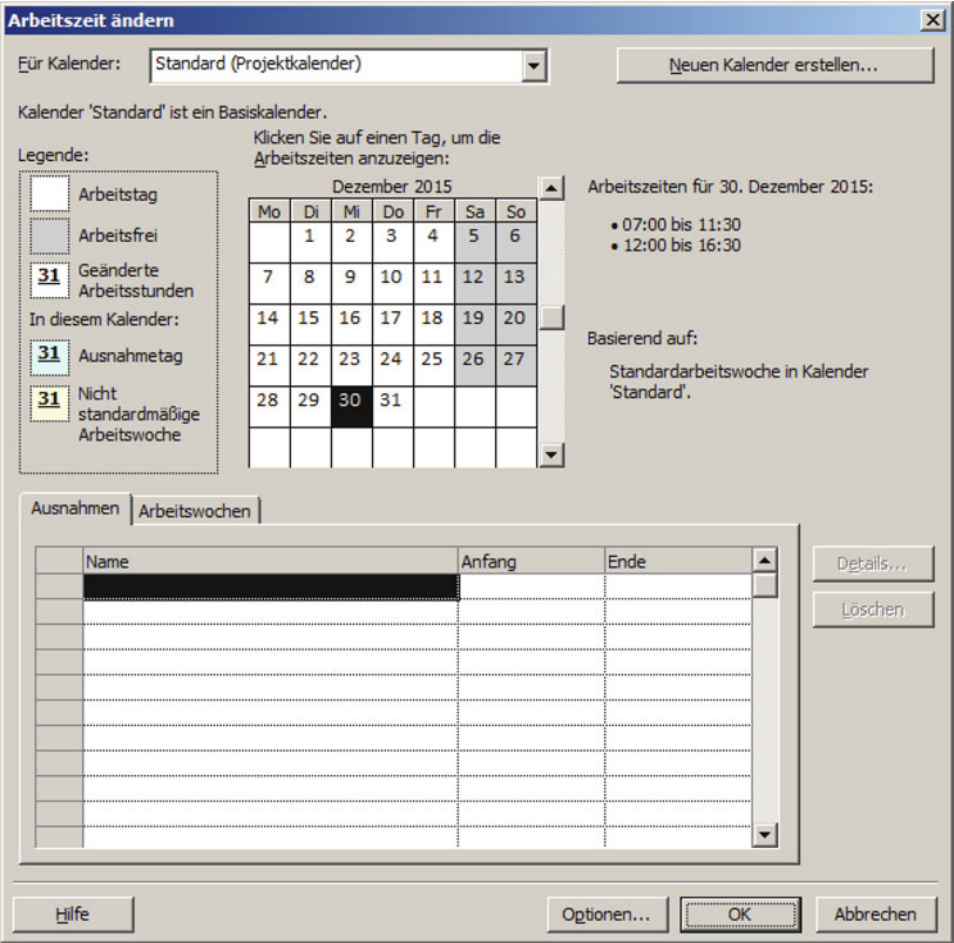 Arbeitszeit ändern
Für Kalender: Standard (Projektkalender) Neuen Kalender erstellen...
Kalender 'Standard' ist ein Basiskalender.
Legende:
Arbeitstag
Arbeitsfrei
31 Geänderte
Arbeitsstunden
In diesem Kalender:
31 Ausnahmetag
31 Nicht
standardmäßige
Arbeitswoche
Klicken Sie auf einen Tag, um die
Arbeitszeiten anzuzeigen:
Dezember 2015
Mo Di Mi Do Fr Sa So
1 2 3 4 5 6
7 8 9 10 11 12 13
14 15 16 17 18 19 20
21 22 23 24 25 26 27
28 29 30 31
Arbeitszeiten für 30. Dezember 2015:
• 07:00 bis 11:30
• 12:00 bis 16:30
Basierend auf:
Standardarbeitswoche in Kalender
'Standard'.
Ausnahmen Arbeitswochen
Name Anfang Ende
Details...
Löschen
Hilfe Optionen... OK Abbrechen